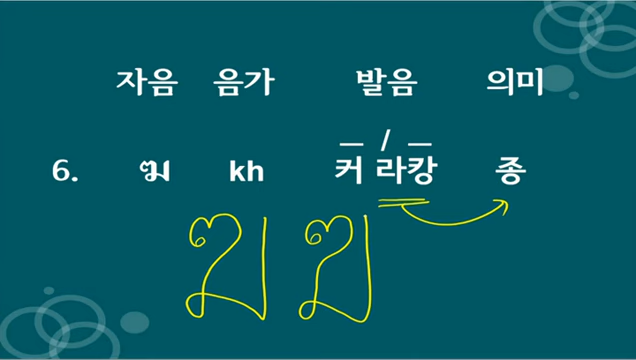 자음 음가 발음 의미
6. ฆ kh 커 라캉 종
ฆ ฆ